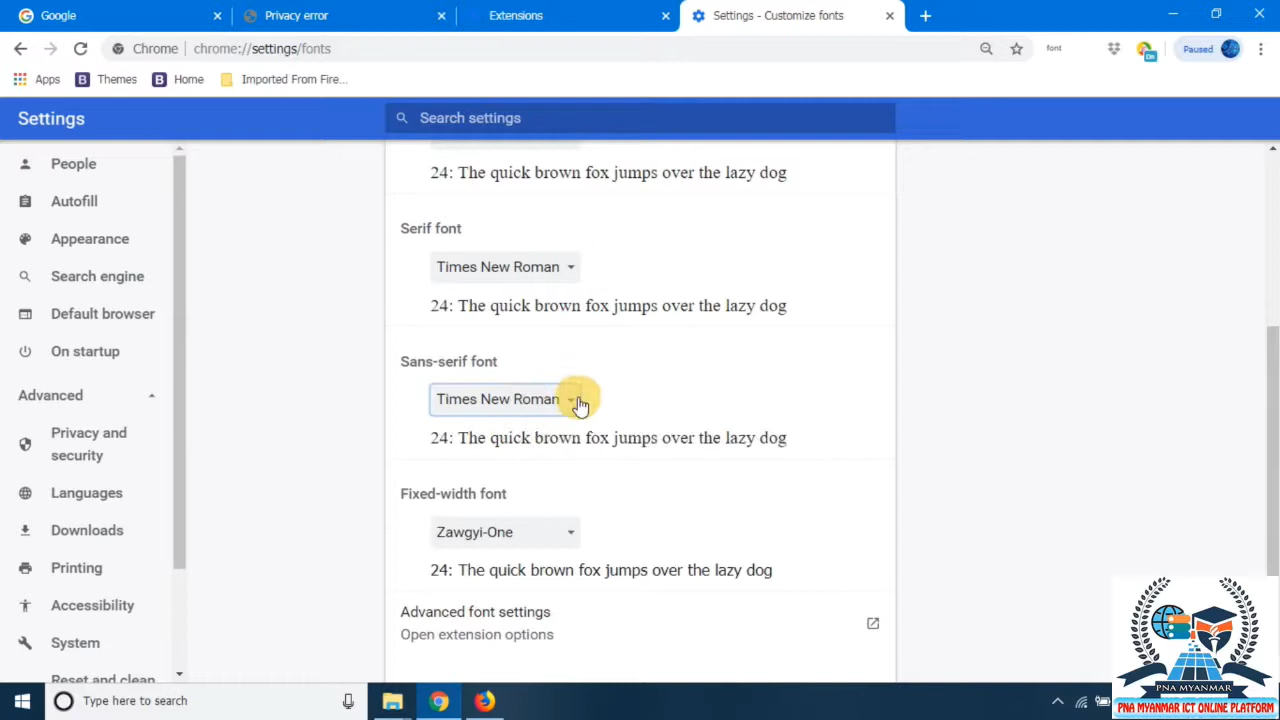 Google
Privacy error
Extensions
Settings - Customize fonts
Chrome
chrome://settings/fonts
font
Dn
Paused
Apps
B
Themes
B
Home
Imported From Fire...
Settings
Search settings
People
Autofill
Appearance
Search engine
Default browser
On startup
Advanced
Privacy and
security
Languages
Downloads
Printing
Accessibility
System
Reset and clean
24: The quick brown fox jumps over the lazy dog
Serif font
Times New Roman
24: The quick brown fox jumps over the lazy dog
Sans-serif font
Times New Roman
24: The quick brown fox jumps over the lazy dog
Fixed-width font
Zawgyi-One
24: The quick brown fox jumps over the lazy dog
Advanced font settings
Open extension options
Type here to search
PNA MYANMAR
PNA MYANMAR ICT ONLINE PLATFORM